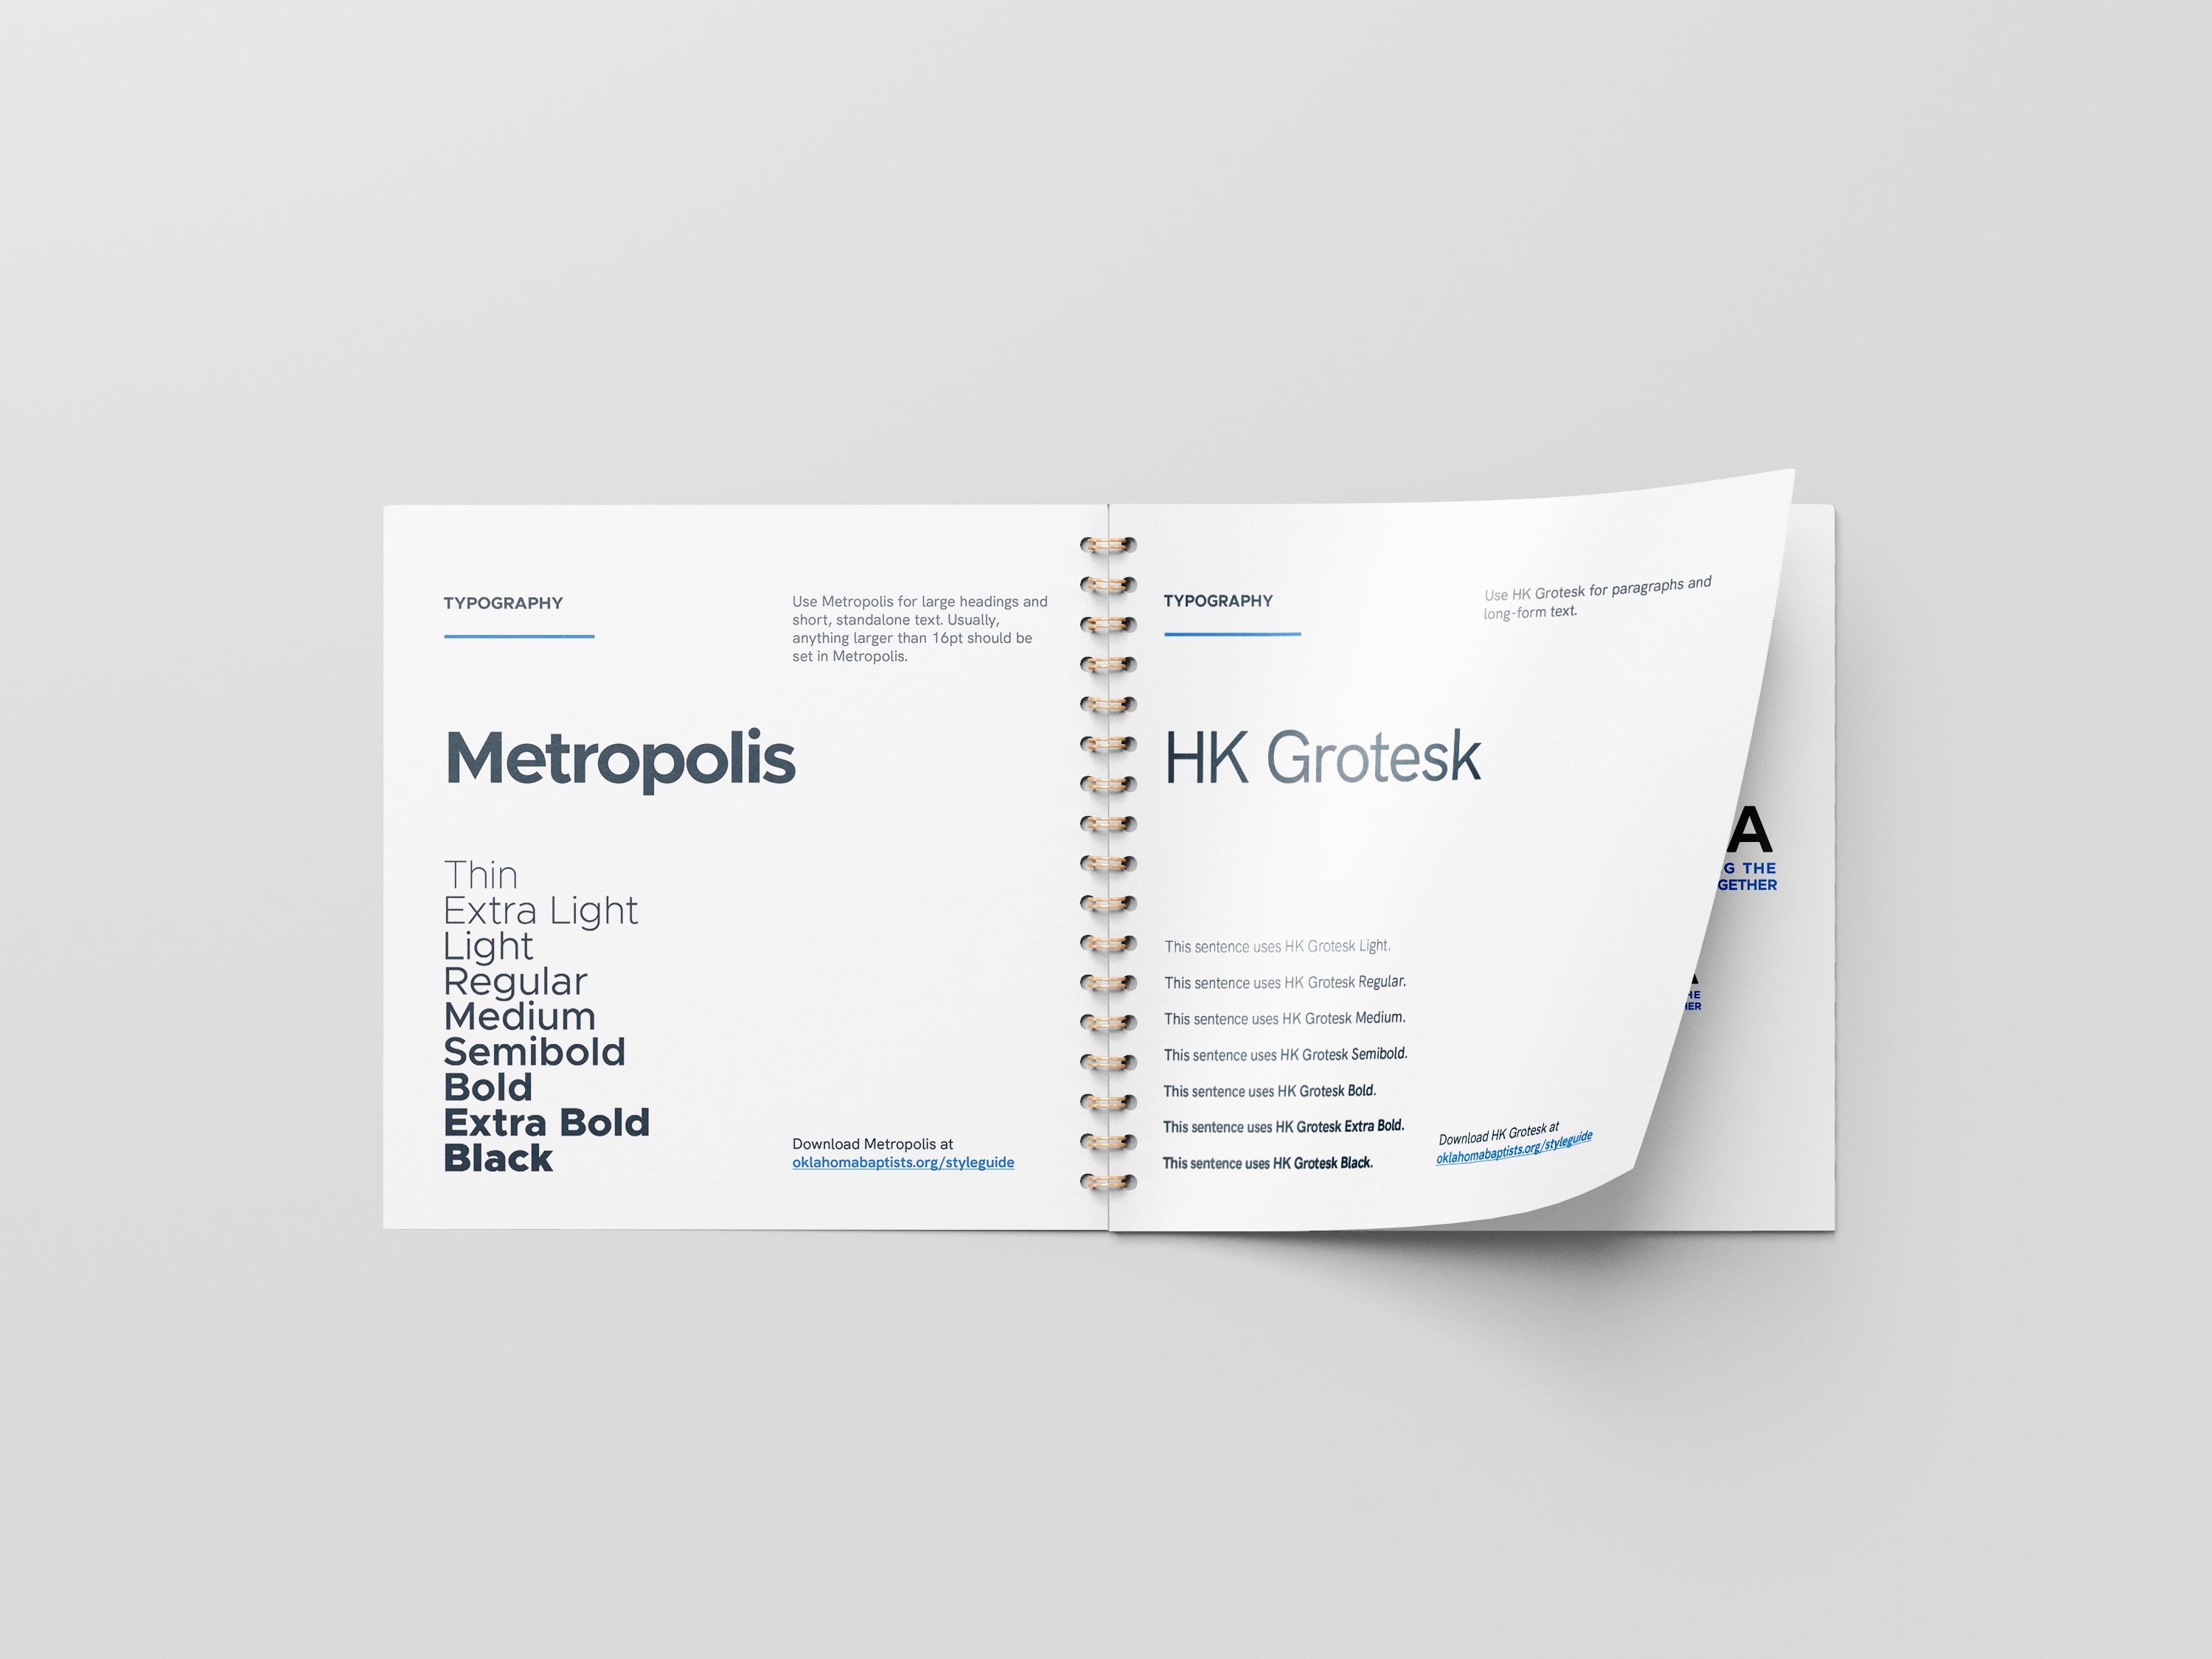 TYPOGRAPHY
Use Metropolis for large headings and
short, standalone text. Usually,
anything larger than 16pt should be
set in Metropolis.
Metropolis
Thin
Extra Light
Light
Regular
Medium
Semibold
Bold
Extra Bold
Black
Download Metropolis at
oklahomabaptists.org/styleguide
TYPOGRAPHY
Use HK Grotesk for paragraphs and
long-form text.
HK Grotesk
This sentence uses HK Grotesk Light.
This sentence uses HK Grotesk Regular.
This sentence uses HK Grotesk Medium.
This sentence uses HK Grotesk Semibold.
This sentence uses HK Grotesk Bold.
This sentence uses HK Grotesk Extra Bold.
This sentence uses HK Grotesk Black.
Download HK Grotesk at
oklahomabaptists.org/styleguide
A
G THE
GETHER
HE
HER